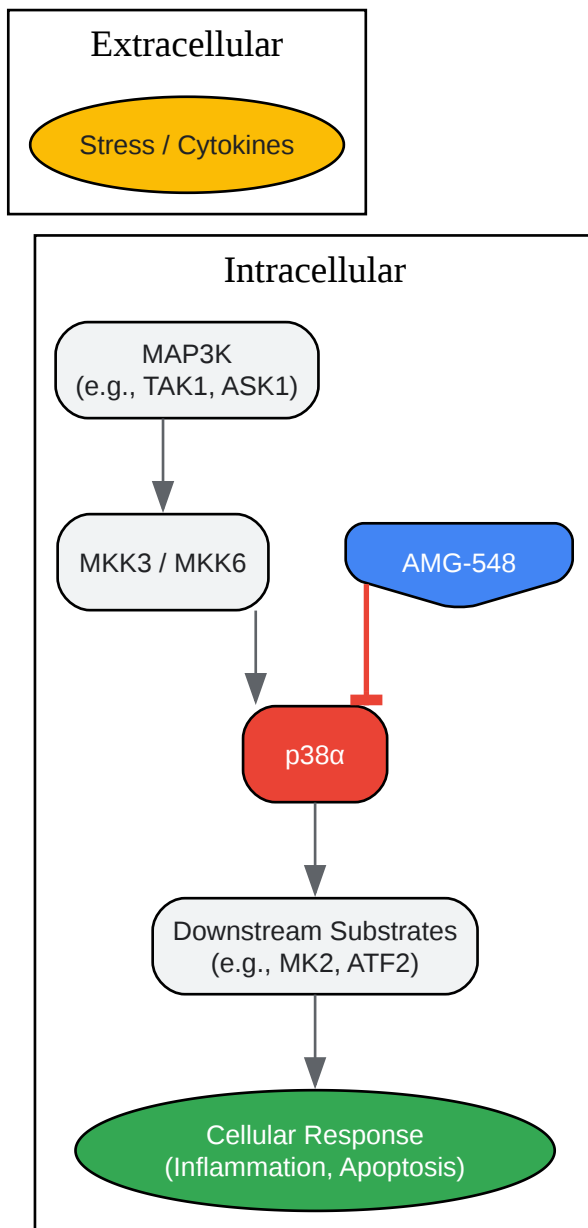 Extracellular
Stress / Cytokines
Intracellular
MAP3K
(e.g., TAK1, ASK1)
MKK3 / MKK6
AMG-548
p38α
Downstream Substrates
(e.g., MK2, ATF2)
Cellular Response
(Inflammation, Apoptosis)